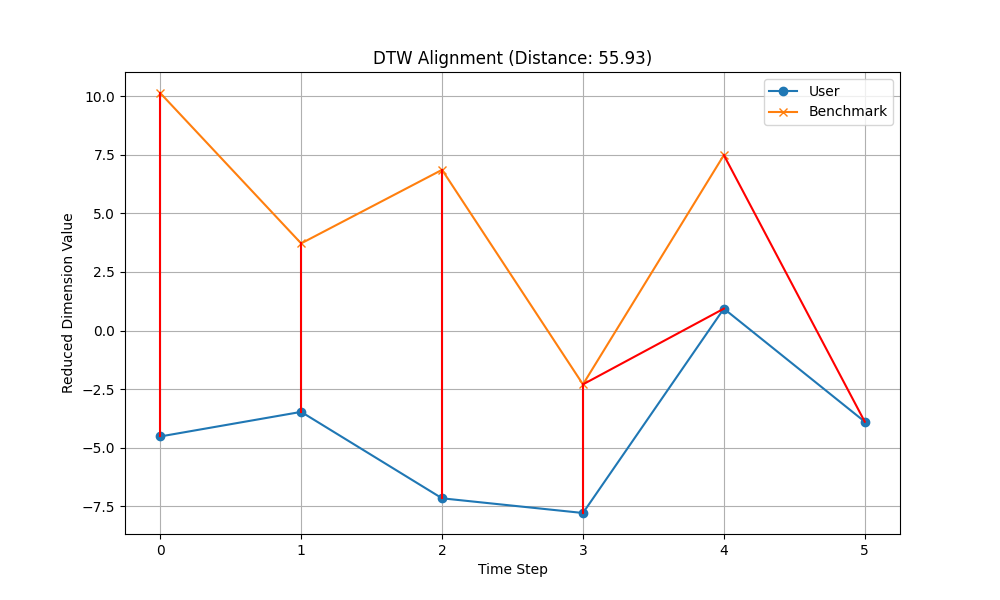 DTW Alignment (Distance: 55.93)
User
Benchmark
Reduced Dimension Value
10.0
7.5
5.0
2.5
0.0
−2.5
−5.0
−7.5
0 1 2 3 4 5
Time Step